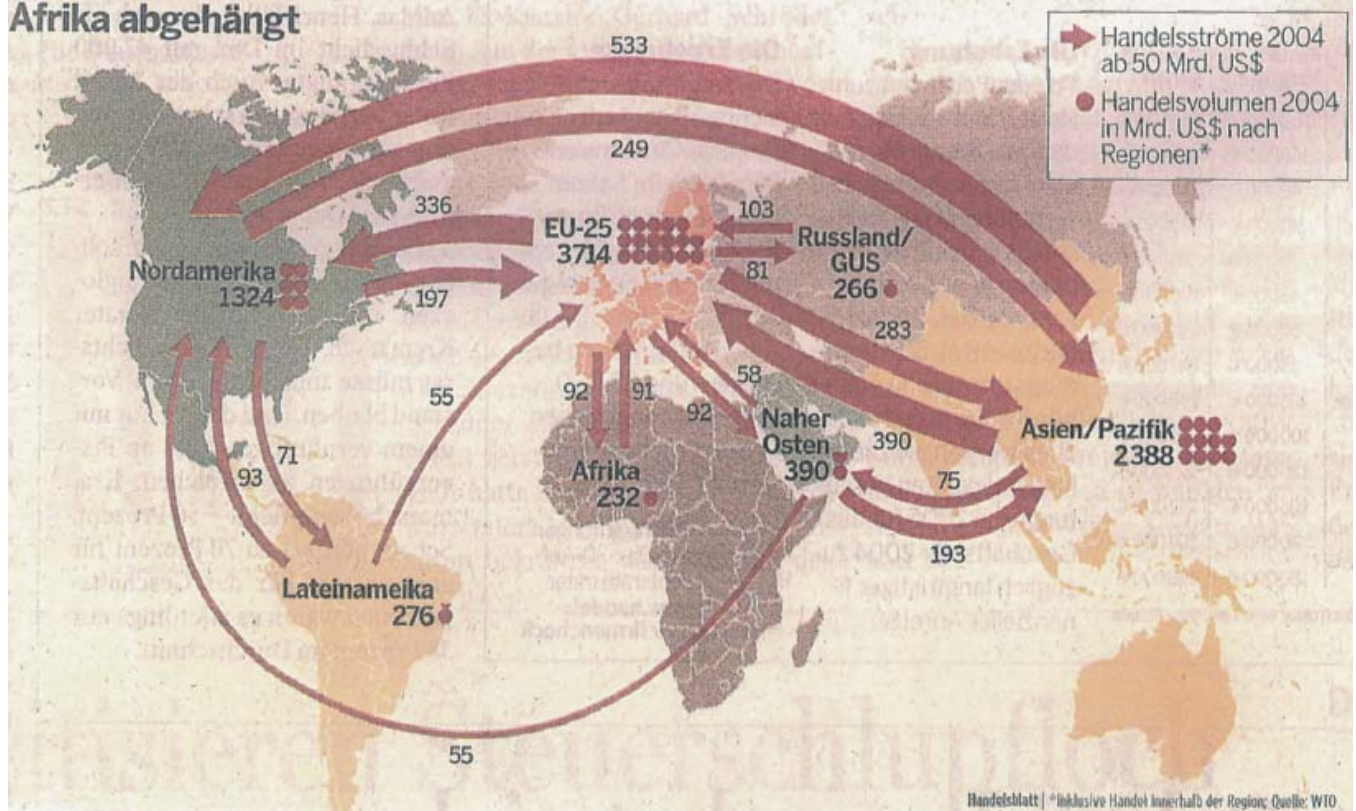 Afrika abgehängt
Handelsströme 2004
ab 50 Mrd. US$
Handelsvolumen 2004
in Mrd. US$ nach
Regionen*
533
249
336
103
EU-25
3714
Russland/
GUS
266
81
Nordamerika
1324
197
283
55
92
91
92
58
Naher
Osten
390
390
Asien/Pazifik
2388
93
71
Afrika
232
75
193
Lateinameika
276
55
Handelsblatt | *inklusive Handel innerhalb der Region; Quelle: WTO